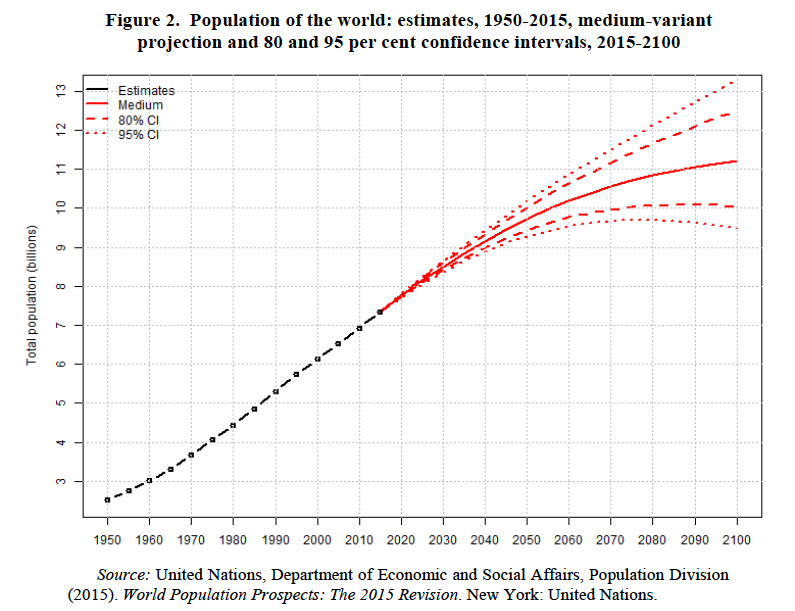 Figure 2.  Population of the world: estimates, 1950-2015, medium-variant
projection and 80 and 95 per cent confidence intervals, 2015-2100
Estimates
Medium
80% CI
95% CI
Total population (billions)
13
12
11
10
9
8
7
6
5
4
3
1950 1960 1970 1980 1990 2000 2010 2020 2030 2040 2050 2060 2070 2080 2090 2100
Source: United Nations, Department of Economic and Social Affairs, Population Division
(2015). World Population Prospects: The 2015 Revision. New York: United Nations.